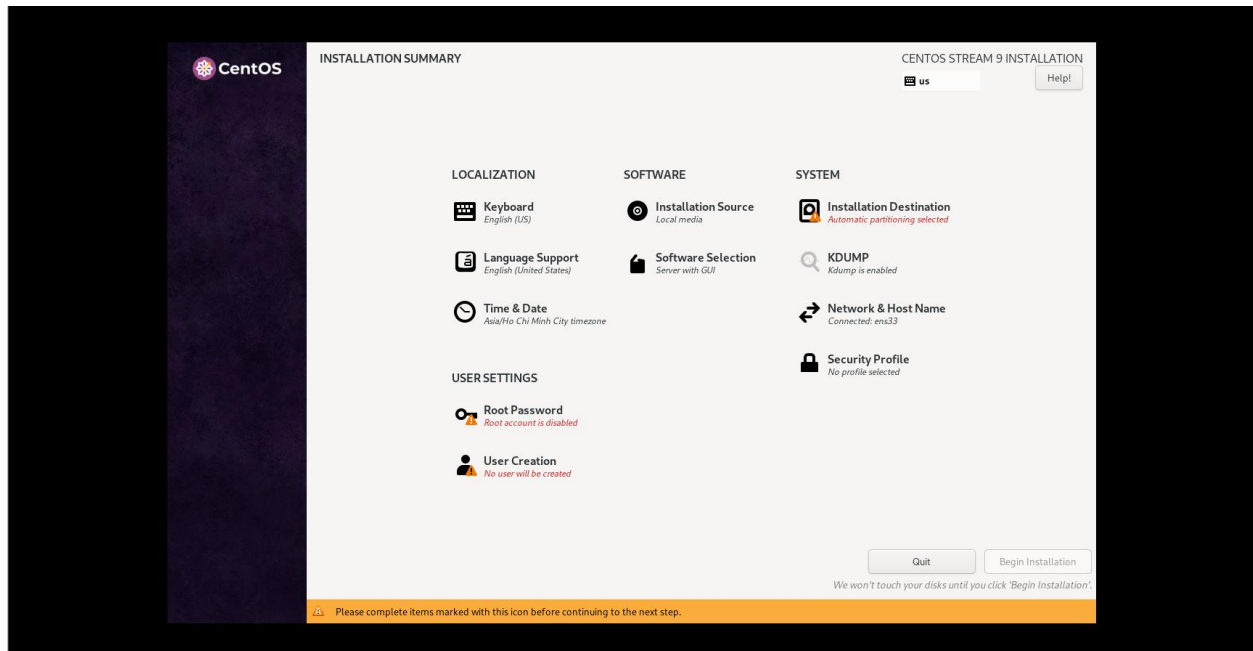 CentOS
INSTALLATION SUMMARY
CENTOS STREAM 9 INSTALLATION
us
Help!
LOCALIZATION
Keyboard
English (US)
Language Support
English (United States)
Time & Date
Asia/Ho Chi Minh City timezone
SOFTWARE
Installation Source
Local media
Software Selection
Server with GUI
SYSTEM
Installation Destination
Automatic partitioning selected
KDUMP
Kdump is enabled
Network & Host Name
Connected: ens33
Security Profile
No profile selected
USER SETTINGS
Root Password
Root account is disabled
User Creation
No user will be created
Quit
Begin Installation
We won't touch your disks until you click 'Begin Installation'.
Please complete items marked with this icon before continuing to the next step.